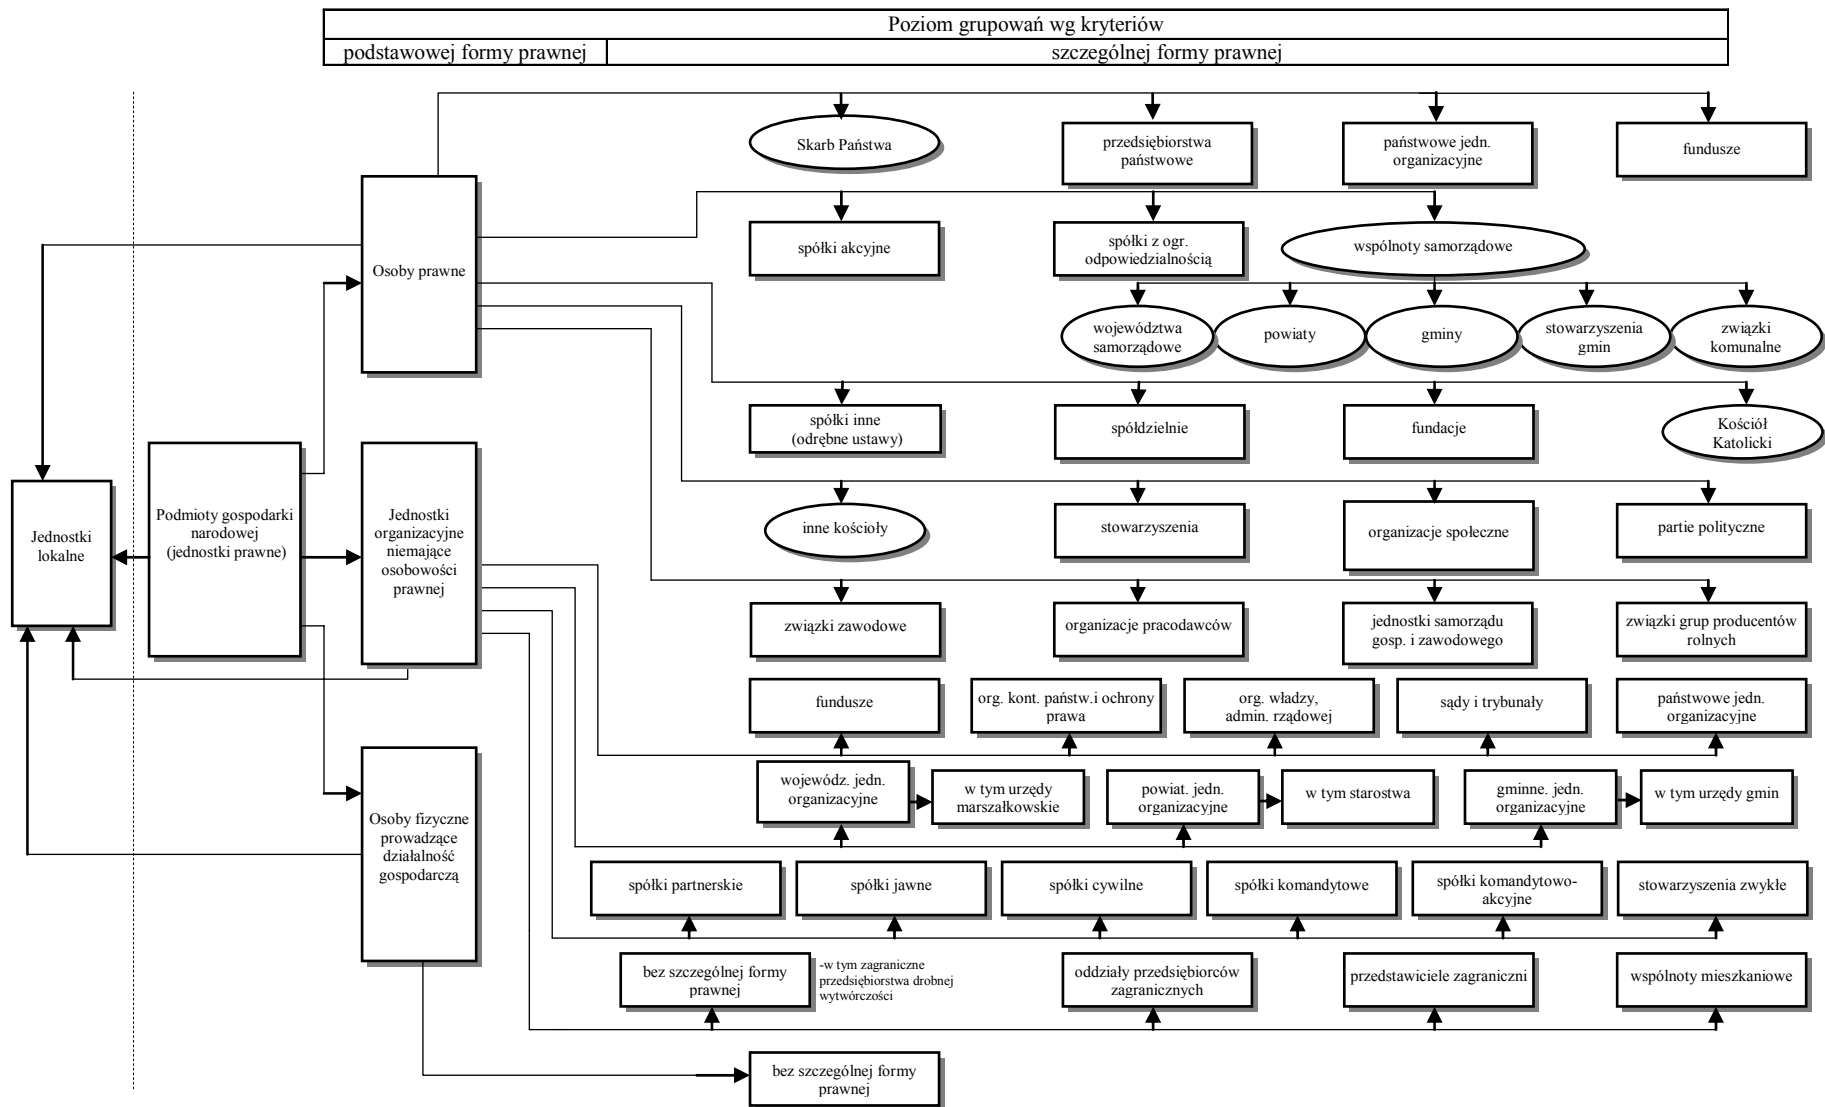 Poziom grupowań wg kryteriów
podstawowej formy prawnej
szczególnej formy prawnej
Skarb Państwa
przedsiębiorstwa
państwowe
państwowe jedn.
organizacyjne
fundusze
Osoby prawne
spółki akcyjne
spółki z ogr.
odpowiedzialnością
wspólnoty samorządowe
województwa
samorządowe
powiaty
gminy
stowarzyszenia
gmin
związki
komunalne
spółki inne
(odrębne ustawy)
spółdzielnie
fundacje
Kościół
Katolicki
Jednostki
lokalne
Podmioty gospodarki
narodowej
(jednostki prawne)
Jednostki
organizacyjne
niemające
osobowości
prawnej
inne kościoły
stowarzyszenia
organizacje społeczne
partie polityczne
związki zawodowe
organizacje pracodawców
jednostki samorządu
gosp. i zawodowego
związki grup producentów
rolnych
fundusze
org. kont. państw.i ochrony
prawa
org. władzy,
admin. rządowej
sądy i trybunały
państwowe jedn.
organizacyjne
Osoby fizyczne
prowadzące
działalność
gospodarczą
wojewódz. jedn.
organizacyjne
w tym urzędy
marszałkowskie
powiat. jedn.
organizacyjne
w tym starostwa
gminne. jedn.
organizacyjne
w tym urzędy gmin
spółki partnerskie
spółki jawne
spółki cywilne
spółki komandytowe
spółki komandytowo-
akcyjne
stowarzyszenia zwykłe
bez szczególnej formy
prawnej
-w tym zagraniczne
przedsiębiorstwa drobnej
wytwórczości
oddziały przedsiębiorców
zagranicznych
przedstawiciele zagraniczni
wspólnoty mieszkaniowe
bez szczególnej formy
prawnej